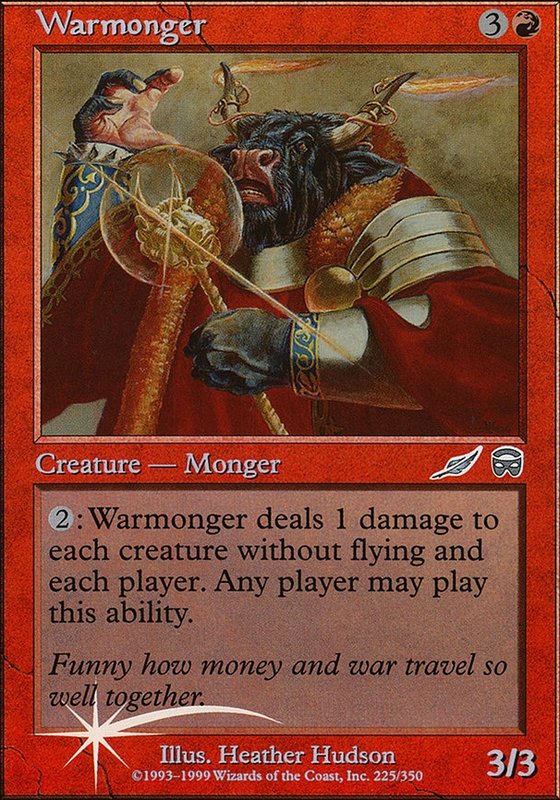 Warmonger 3
Creature — Monger
2: Warmonger deals 1 damage to
each creature without flying and
each player. Any player may play
this ability.
Funny how money and war travel so
well together.
Illus. Heather Hudson
©1993–1999 Wizards of the Coast, Inc. 225/350
3/3